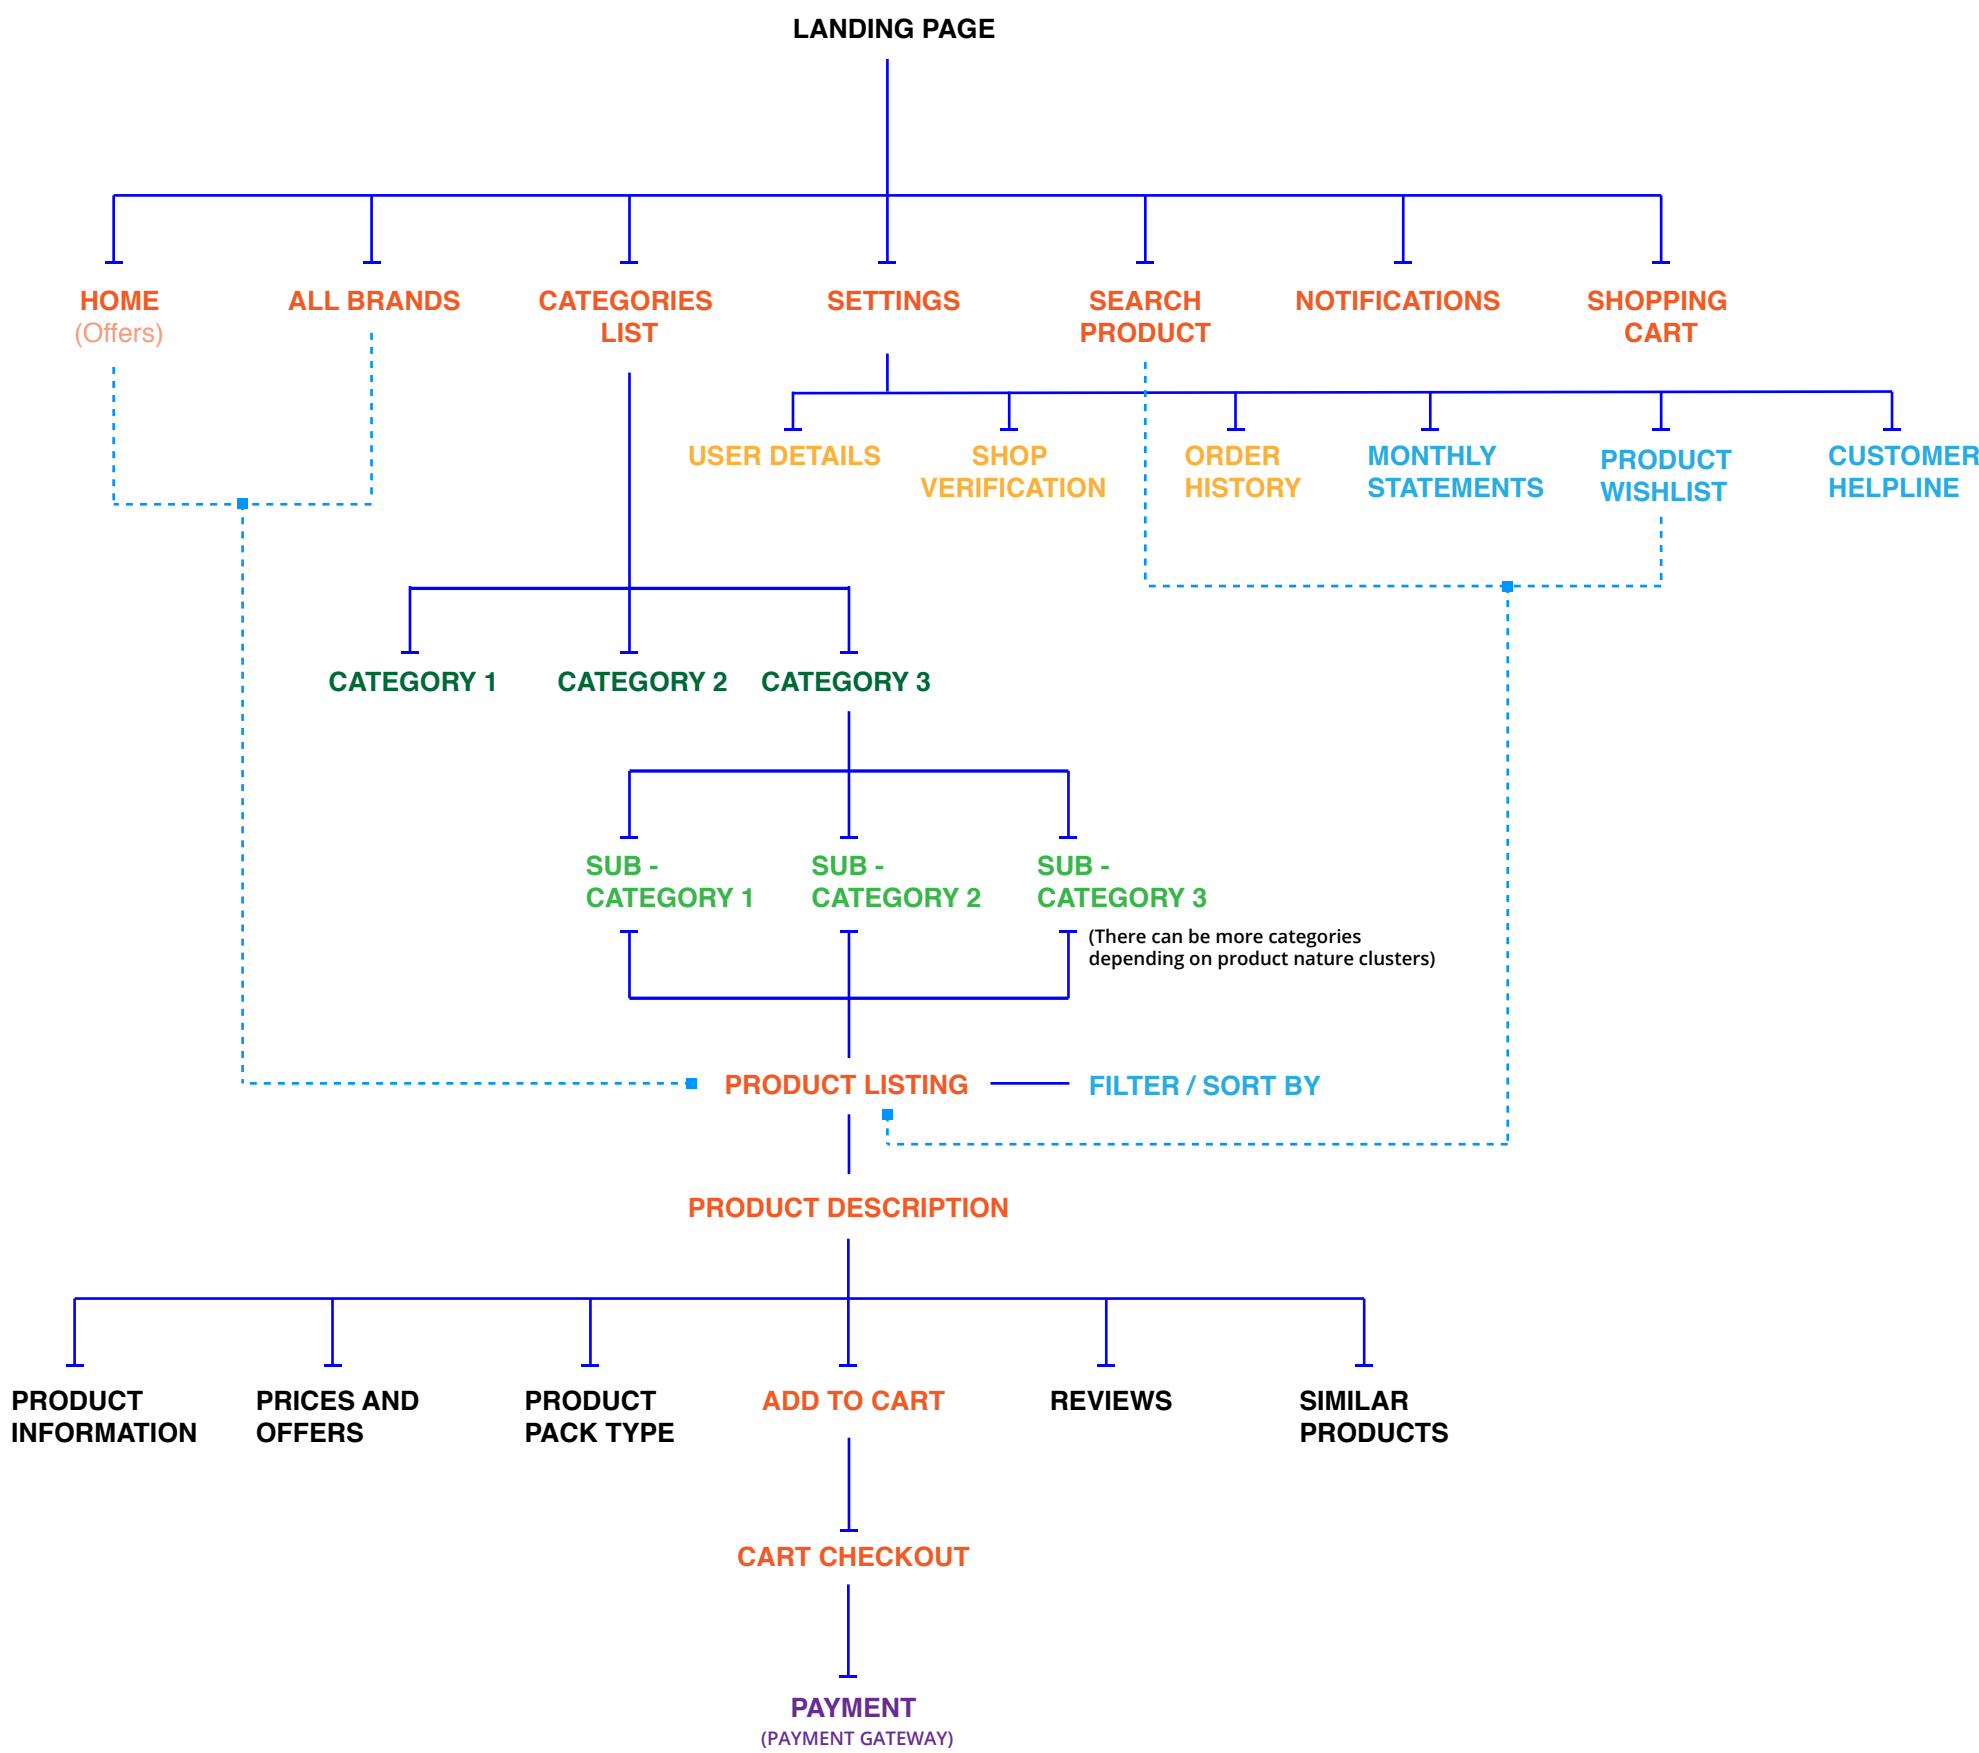 LANDING PAGE
HOME
(Offers)
ALL BRANDS
CATEGORIES
LIST
SETTINGS
SEARCH
PRODUCT
NOTIFICATIONS
SHOPPING
CART
USER DETAILS
SHOP
VERIFICATION
ORDER
HISTORY
MONTHLY
STATEMENTS
PRODUCT
WISHLIST
CUSTOMER
HELPLINE
CATEGORY 1
CATEGORY 2
CATEGORY 3
SUB -
CATEGORY 1
SUB -
CATEGORY 2
SUB -
CATEGORY 3
(There can be more categories
depending on product nature clusters)
PRODUCT LISTING
FILTER / SORT BY
PRODUCT DESCRIPTION
PRODUCT
INFORMATION
PRICES AND
OFFERS
PRODUCT
PACK TYPE
ADD TO CART
REVIEWS
SIMILAR
PRODUCTS
CART CHECKOUT
PAYMENT
(PAYMENT GATEWAY)